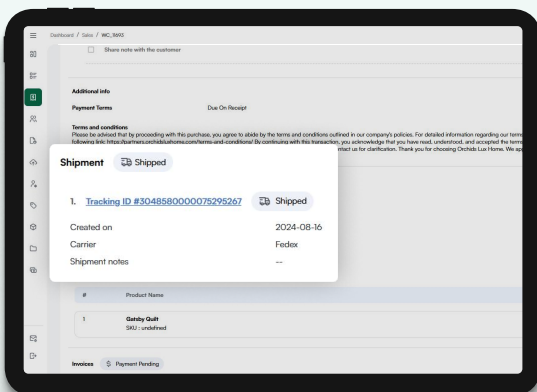 Dashboard / Sales / WC_11693
Share note with the customer
Additional info
Payment Terms Due On Receipt
Terms and conditions
Please be advised that by proceeding with this purchase, you agree to abide by the terms and conditions outlined in our company's policies. For detailed information regarding our terms
following link: https://partners.orchidsluxhome.com/terms-and-conditions/ By continuing with this transaction, you acknowledge that you have read, understood, and accepted the terms
ntact us for clarification. Thank you for choosing Orchids Lux Home. We ap
Shipment Shipped
1. Tracking ID #3048580000075295267 Shipped
Created on 2024-08-16
Carrier Fedex
Shipment notes --
# Product Name
1 Gatsby Quilt
SKU : undefined
Invoices $ Payment Pending